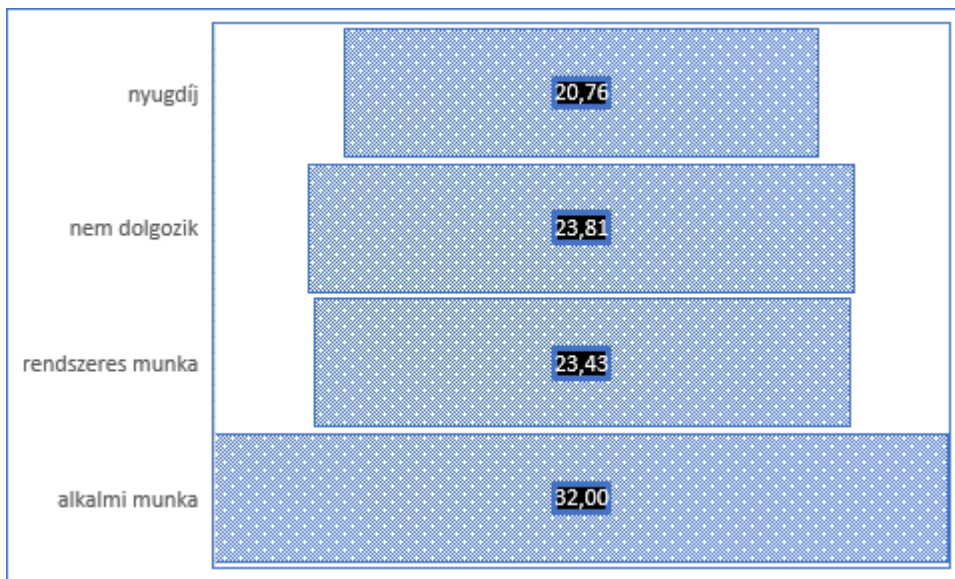 nyugdíj
20,76
nem dolgozik
23,81
rendszeres munka
23,43
alkalmi munka
32,00